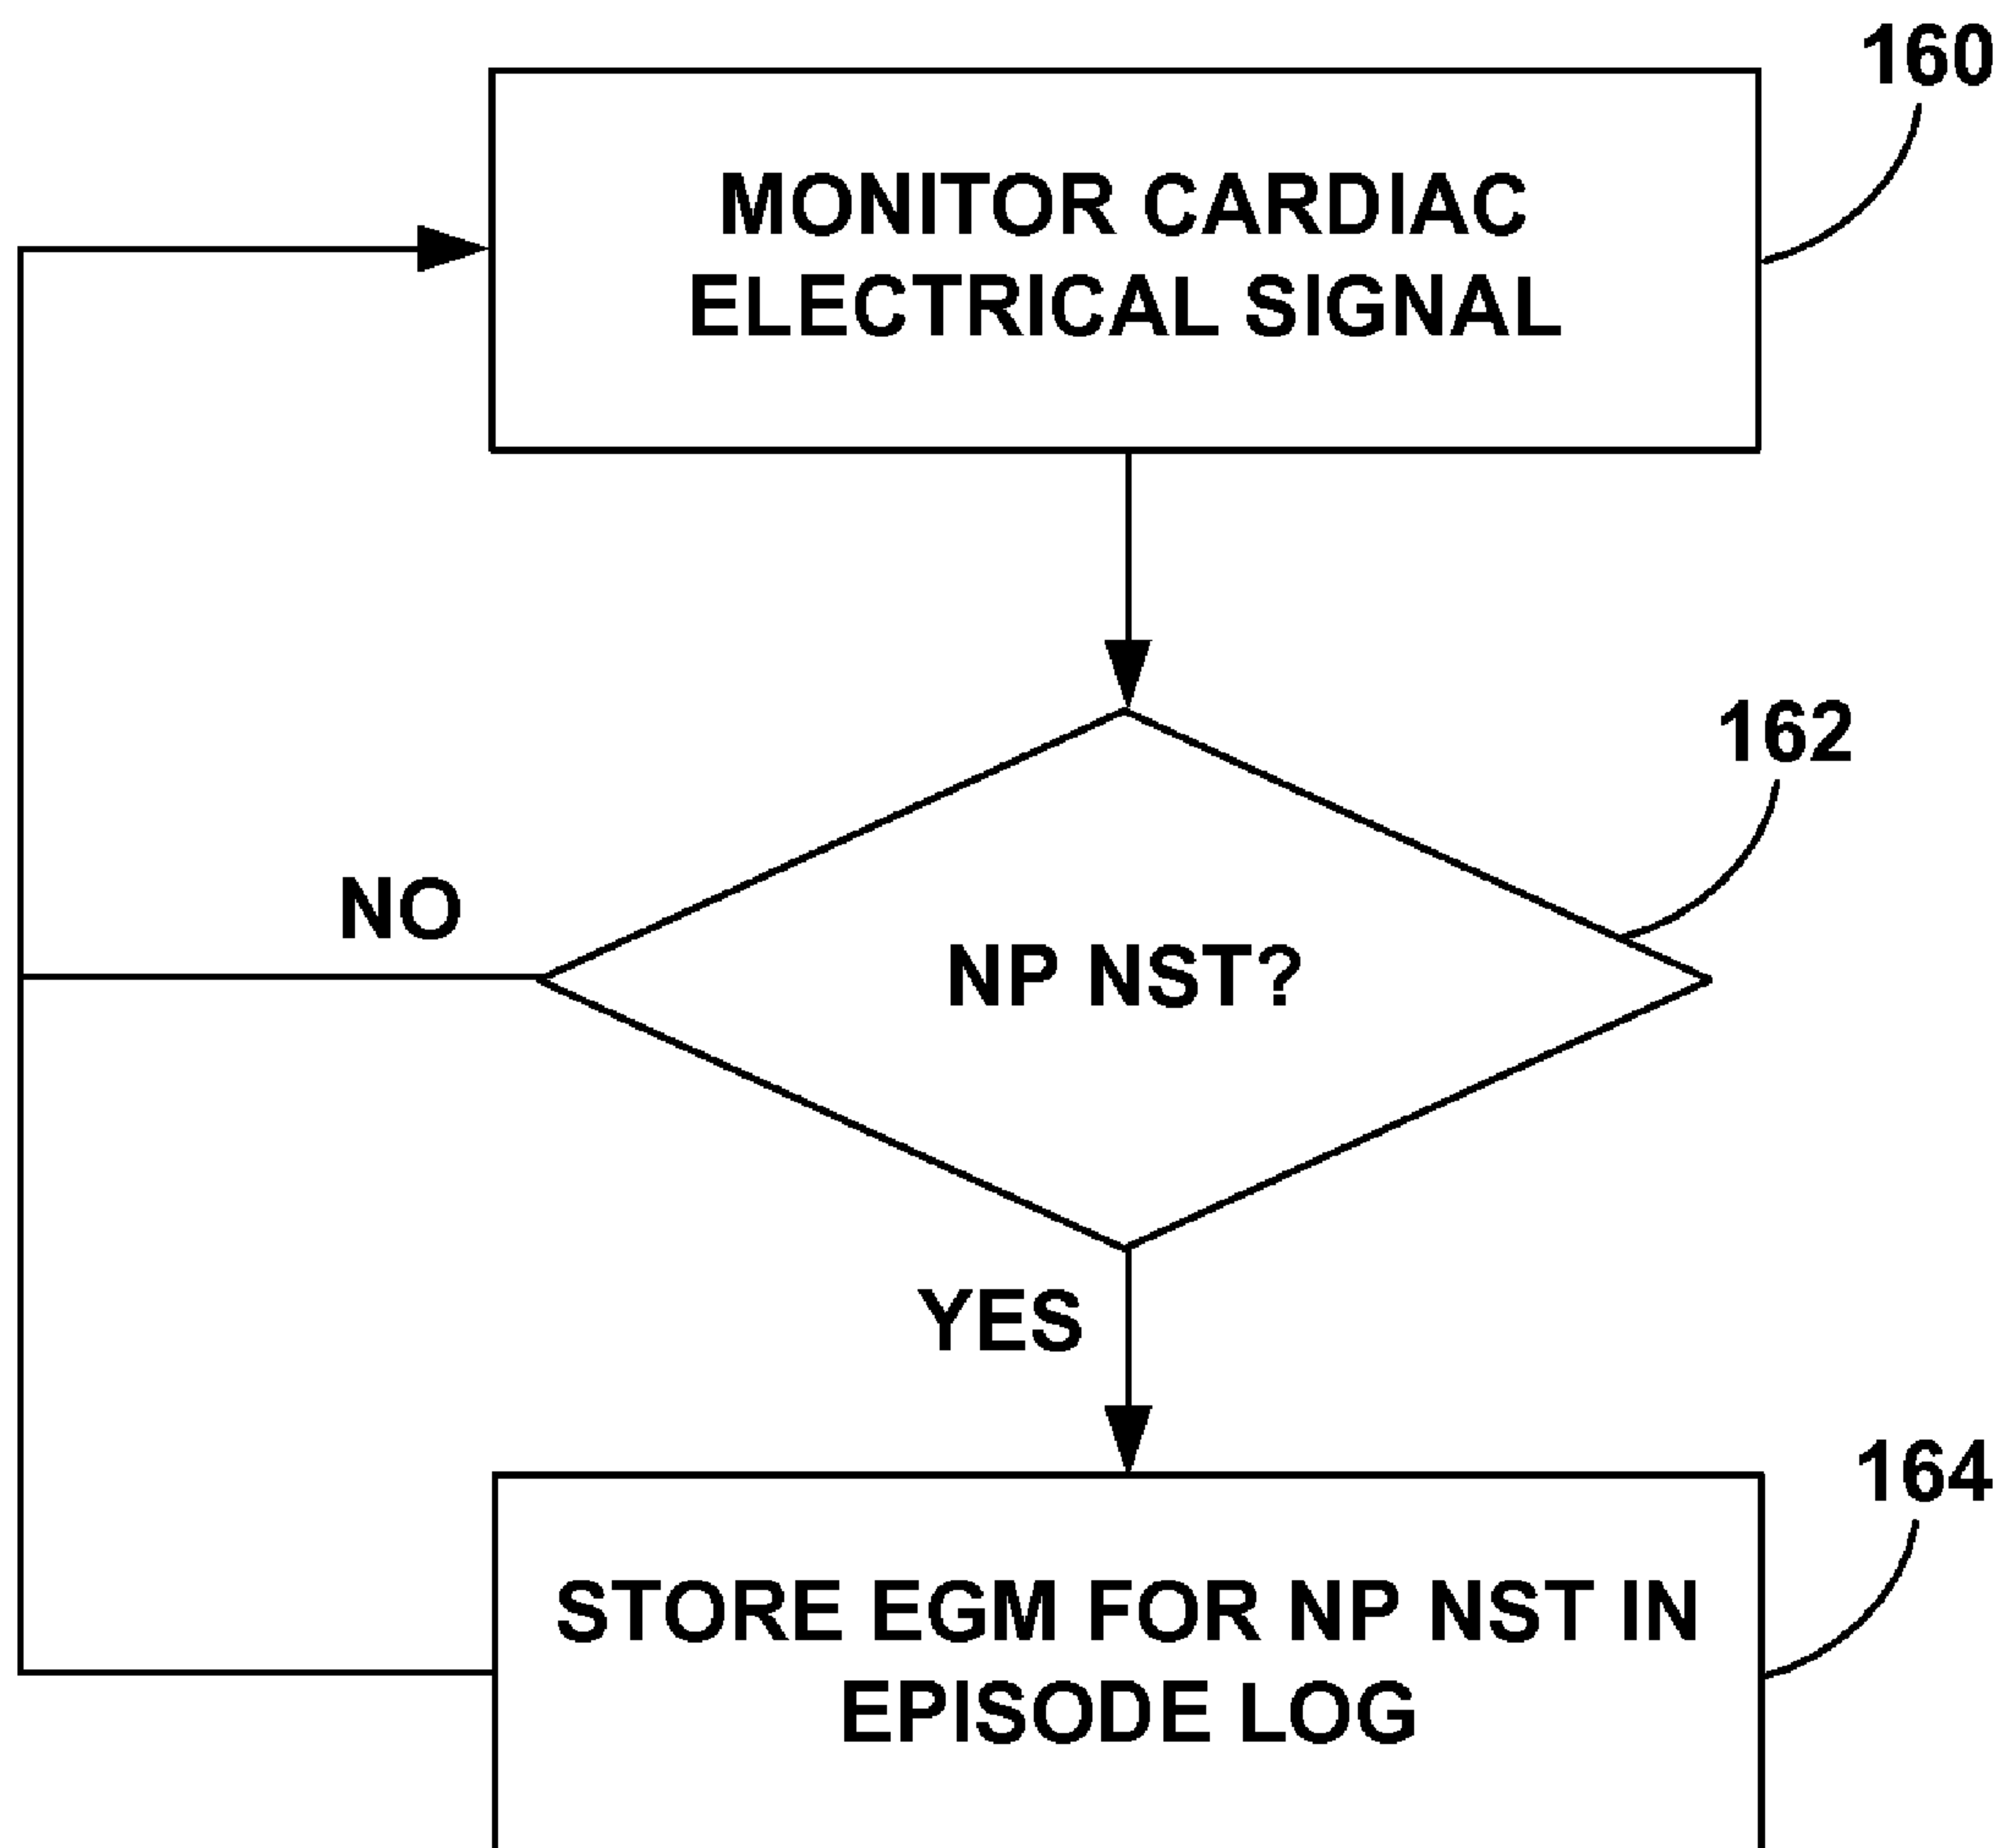 160
MONITOR CARDIAC
ELECTRICAL SIGNAL
162
NO
NP NST?
YES
164
STORE EGM FOR NP NST IN
EPISODE LOG